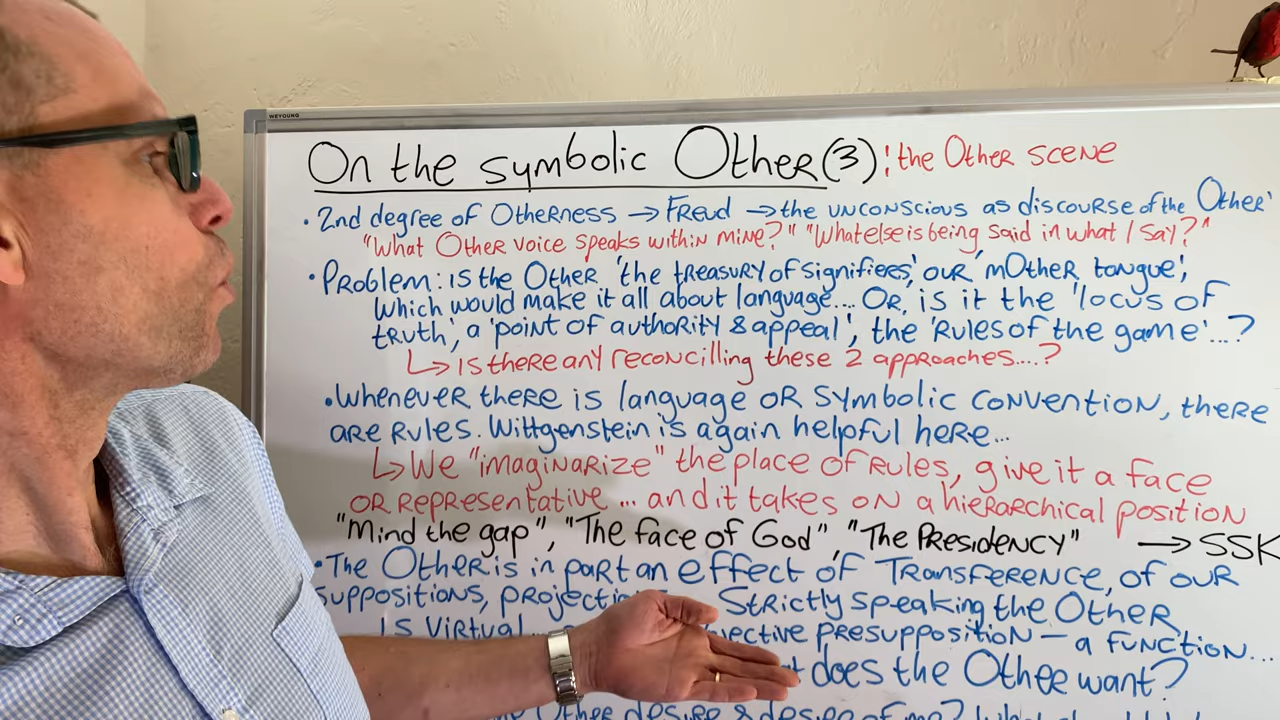 WEYOUNG
On the symbolic Other (3): the Other scene
• 2nd degree of Otherness → Freud → the unconscious as discourse of the Other'
"What Other voice speaks within mine?" "What else is being said in what I say?"
• Problem: is the Other 'the treasury of signifiers', our 'mOther tongue',
which would make it all about language... Or, is it the 'locus of
truth', a 'point of authority & appeal', the 'Rules of the game'...?
↳ is there any reconcilling these 2 approaches....?
• Whenever there is language or symbolic convention, there
are rules. Wittgenstein is again helpful here...
↳ We "imaginarize" the place of rules, give it a face
or representative ... and it takes on a hierarchical position
"Mind the gap", "The face of God", "The Presidency" → SSK
• The Other is in part an effect of Transference, of our
suppositions, Strictly speaking the Other
is virtual presupposition – a function...
does the Other want?
Other desire & desire of me?